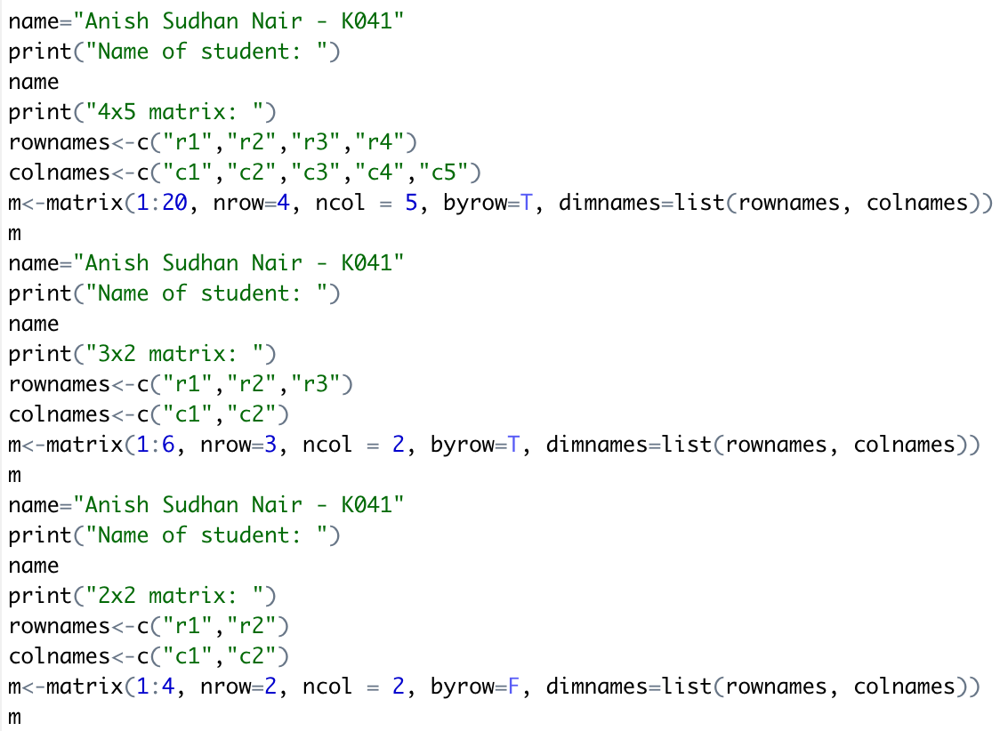 name="Anish Sudhan Nair - K041"
print("Name of student: ")
name
print("4x5 matrix: ")
rownames<-c("r1","r2","r3","r4")
colnames<-c("c1","c2","c3","c4","c5")
m<-matrix(1:20, nrow=4, ncol = 5, byrow=T, dimnames=list(rownames, colnames))
m
name="Anish Sudhan Nair - K041"
print("Name of student: ")
name
print("3x2 matrix: ")
rownames<-c("r1","r2","r3")
colnames<-c("c1","c2")
m<-matrix(1:6, nrow=3, ncol = 2, byrow=T, dimnames=list(rownames, colnames))
m
name="Anish Sudhan Nair - K041"
print("Name of student: ")
name
print("2x2 matrix: ")
rownames<-c("r1","r2")
colnames<-c("c1","c2")
m<-matrix(1:4, nrow=2, ncol = 2, byrow=F, dimnames=list(rownames, colnames))
m